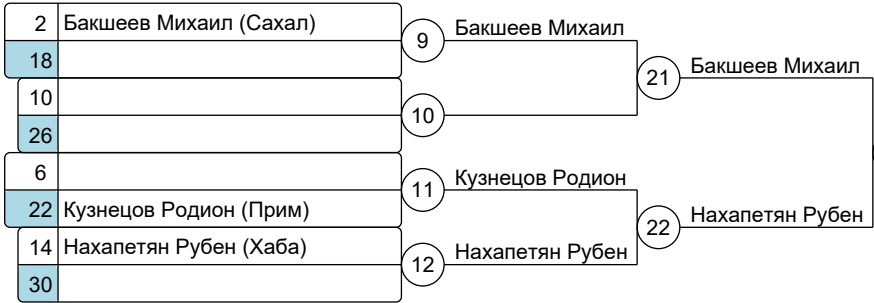 2 Бакшеев Михаил (Сахал)
18
9 Бакшеев Михаил
10
26
10
21 Бакшеев Михаил
6
22 Кузнецов Родион (Прим)
11 Кузнецов Родион
14 Нахапетян Рубен (Хаба)
30
12 Нахапетян Рубен
22 Нахапетян Рубен